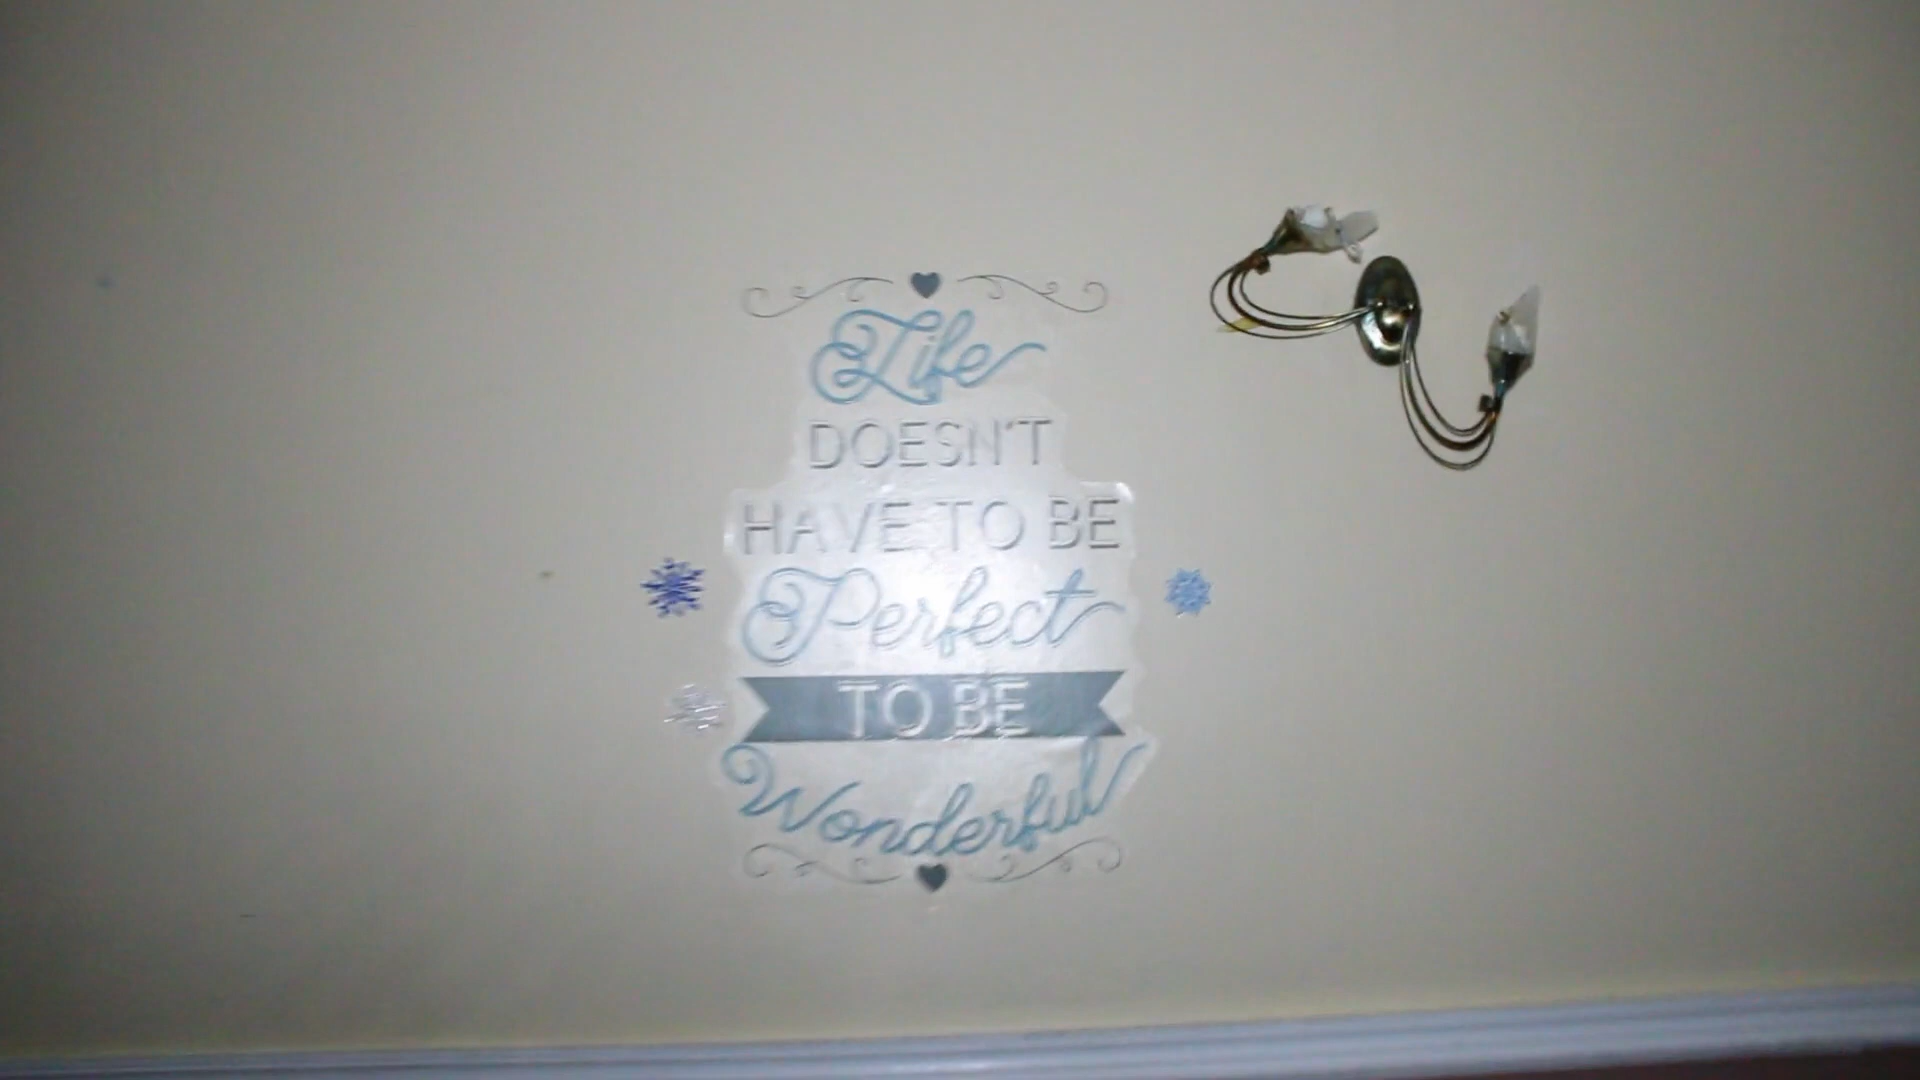 Life
DOESN'T
HAVE TO BE
Perfect
TO BE
Wonderful